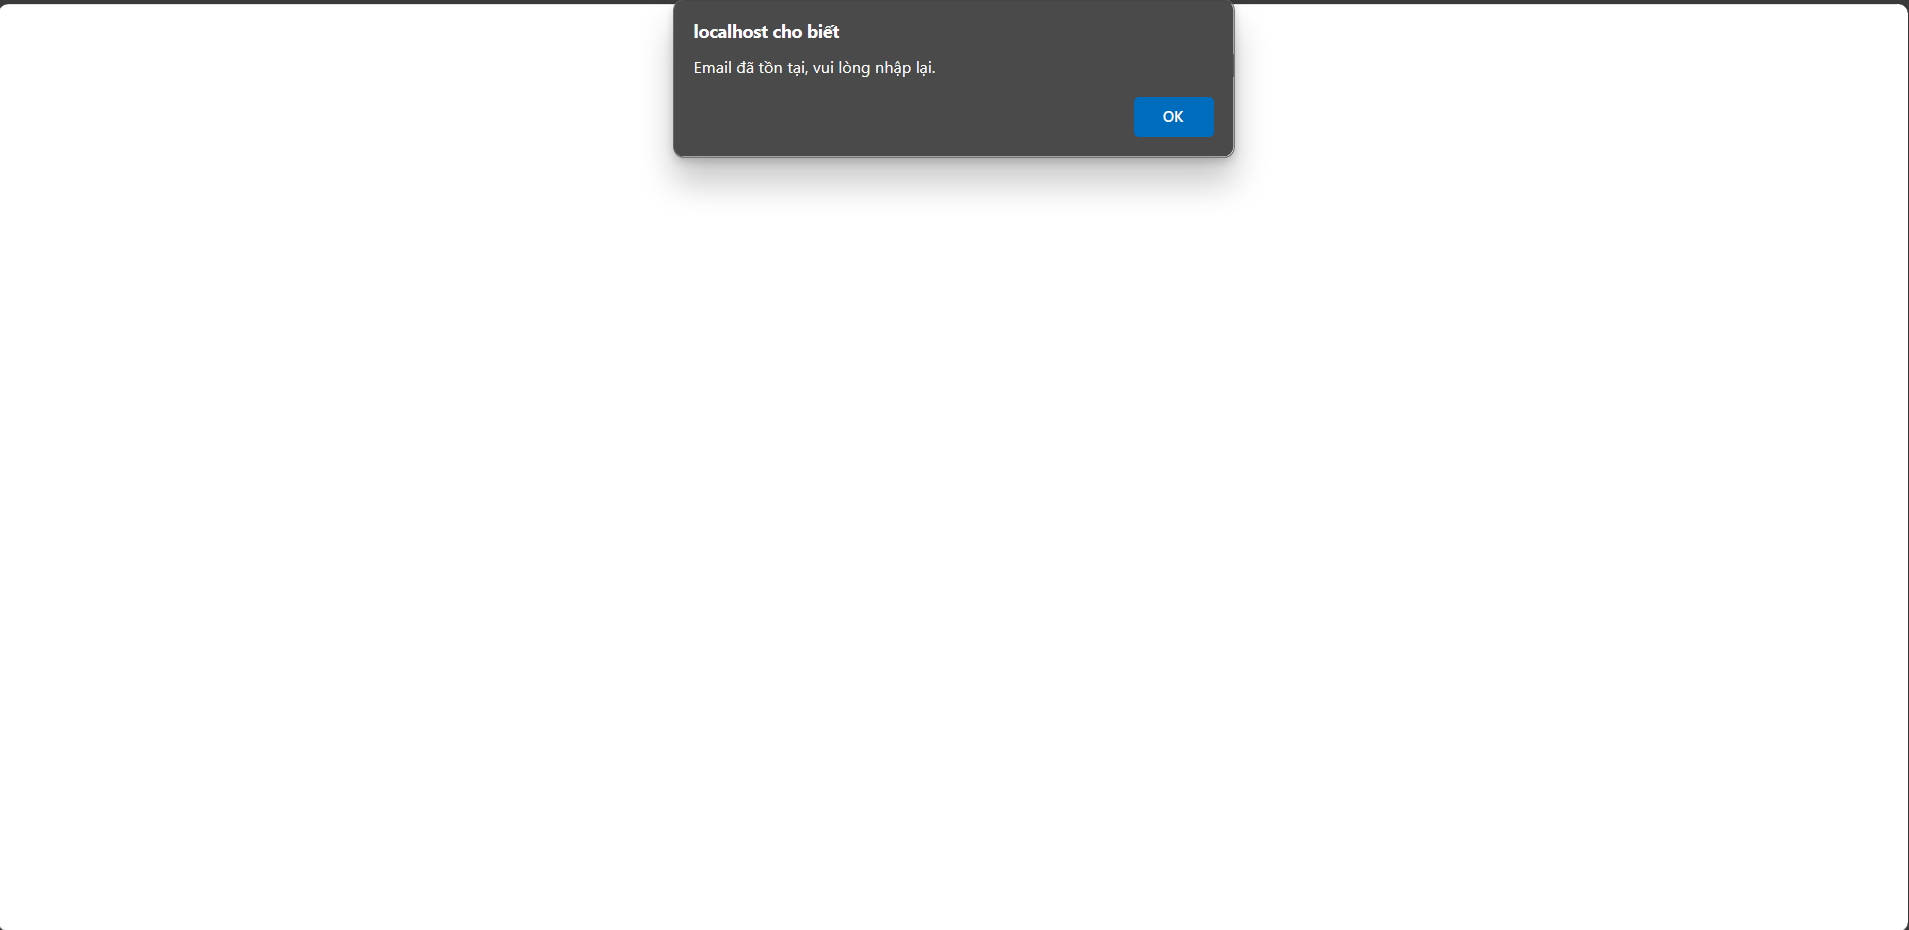 localhost cho biết
Email đã tồn tại, vui lòng nhập lại.
OK